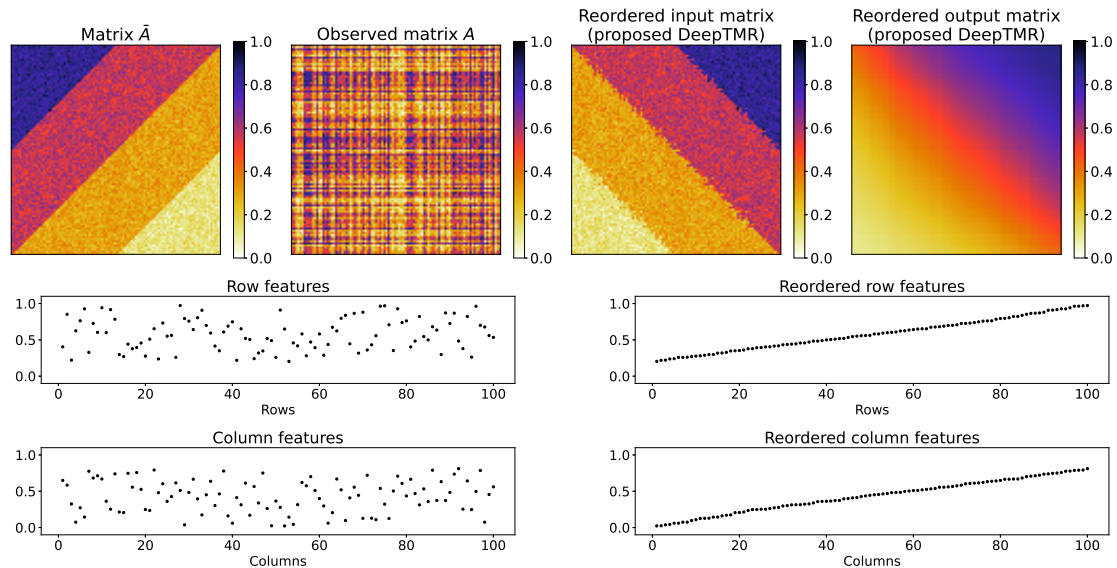 Matrix Ā
1.0
0.8
0.6
0.4
0.2
0.0
Observed matrix A
1.0
0.8
0.6
0.4
0.2
0.0
Reordered input matrix
(proposed DeepTMR)
1.0
0.8
0.6
0.4
0.2
0.0
Reordered output matrix
(proposed DeepTMR)
1.0
0.8
0.6
0.4
0.2
0.0
Row features
1.0
0.5
0.0
0 20 40 60 80 100
Rows
Reordered row features
1.0
0.5
0.0
0 20 40 60 80 100
Rows
Column features
1.0
0.5
0.0
0 20 40 60 80 100
Columns
Reordered column features
1.0
0.5
0.0
0 20 40 60 80 100
Columns